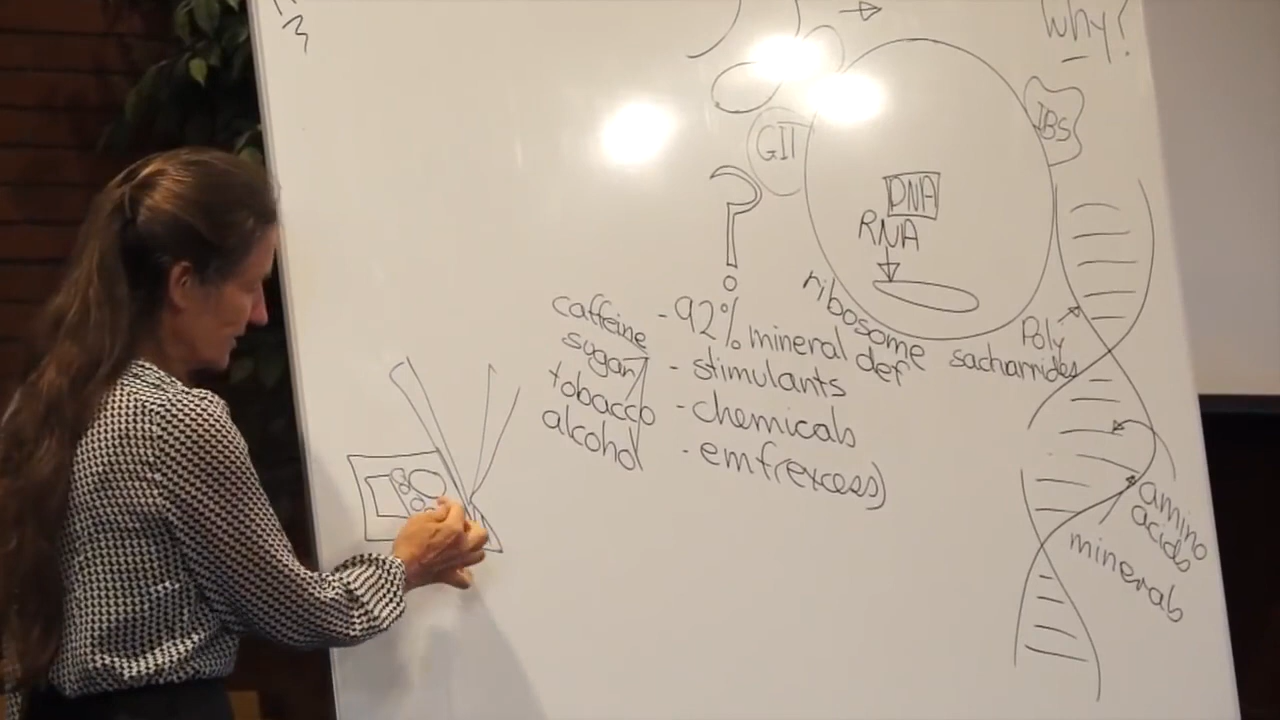 Why?
IBS
GIT
DNA
RNA
ribosome
caffeine
sugar
tobacco
alcohol
- 92% mineral def
- stimulants
- chemicals
- emf (excess)
Poly
sacharrides
amino
acids
minerals